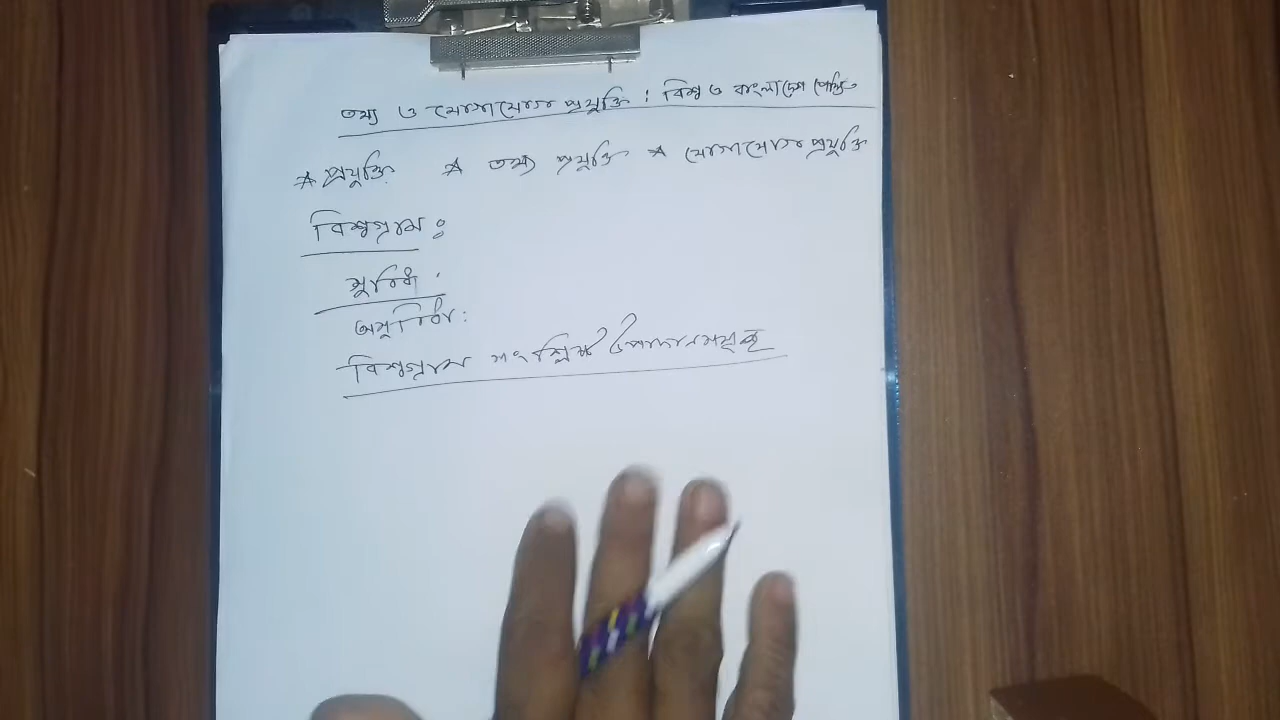 তথ্য ও যোগাযোগ প্রযুক্তি : বিশ্ব ও বাংলাদেশ প্রেক্ষিত
* প্রযুক্তি * তথ্য প্রযুক্তি * যোগাযোগ প্রযুক্তি
বিশ্বগ্রাম :
সুবিধা :
অসুবিধা :
বিশ্বগ্রাম সংশ্লিষ্ট উপাদানসমূহ